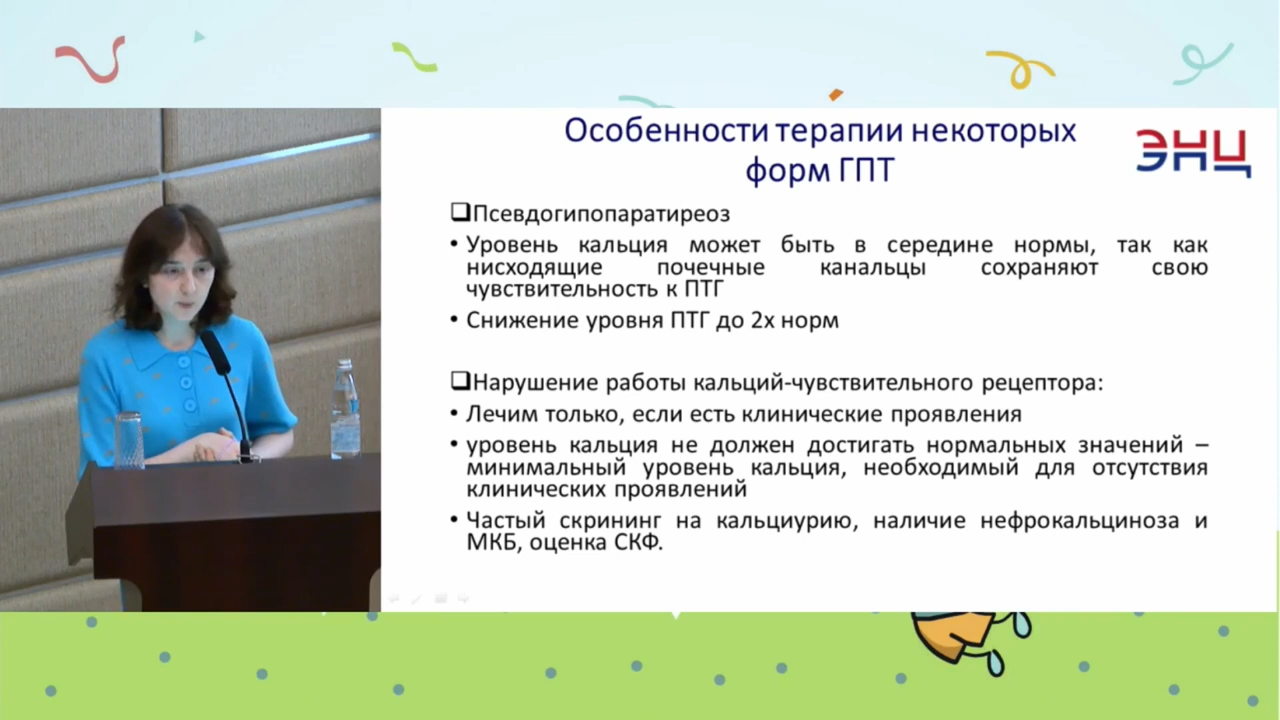 Особенности терапии некоторых
форм ГПТ
ЭНЦ
Псевдогипопаратиреоз
• Уровень кальция может быть в середине нормы, так как
нисходящие почечные канальцы сохраняют свою
чувствительность к ПТГ
• Снижение уровня ПТГ до 2х норм
Нарушение работы кальций-чувствительного рецептора:
• Лечим только, если есть клинические проявления
• уровень кальция не должен достигать нормальных значений –
минимальный уровень кальция, необходимый для отсутствия
клинических проявлений
• Частый скрининг на кальциурию, наличие нефрокальциноза и
МКБ, оценка СКФ.